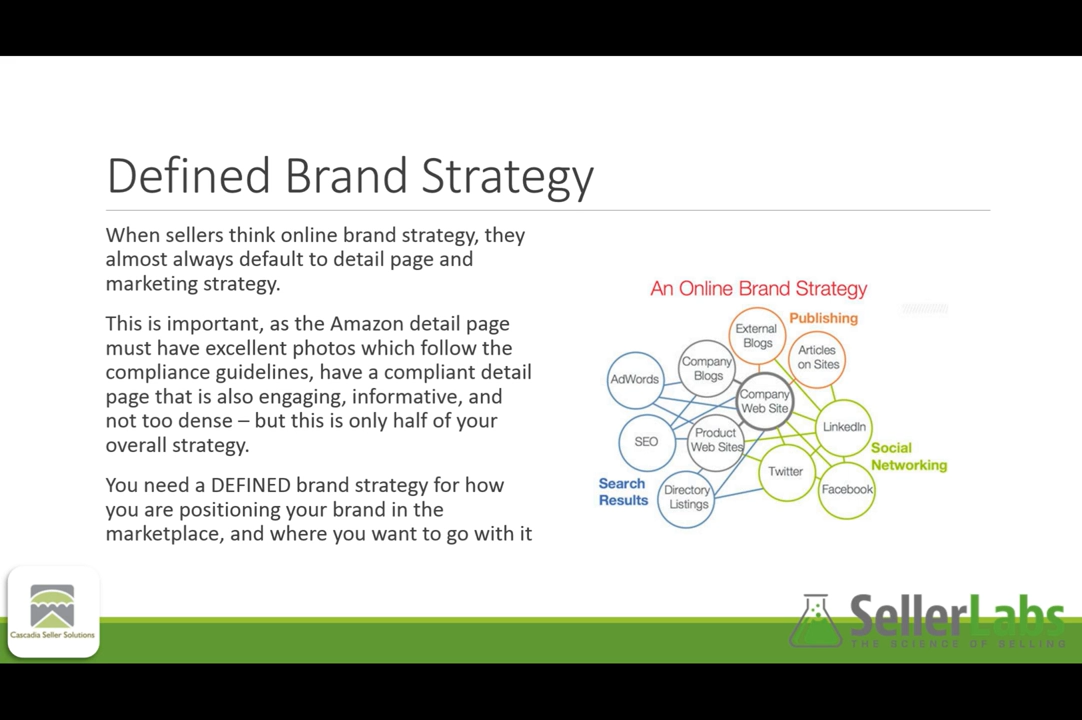 Defined Brand Strategy
When sellers think online brand strategy, they
almost always default to detail page and
marketing strategy.
This is important, as the Amazon detail page
must have excellent photos which follow the
compliance guidelines, have a compliant detail
page that is also engaging, informative, and
not too dense – but this is only half of your
overall strategy.
You need a DEFINED brand strategy for how
you are positioning your brand in the
marketplace, and where you want to go with it
An Online Brand Strategy
Publishing
External
Blogs
Articles
on Sites
Company
Blogs
AdWords
Company
Web Site
LinkedIn
SEO
Product
Web Sites
Social
Networking
Twitter
Facebook
Search
Results
Directory
Listings
Cascadia Seller Solutions
SellerLabs
THE SCIENCE OF SELLING